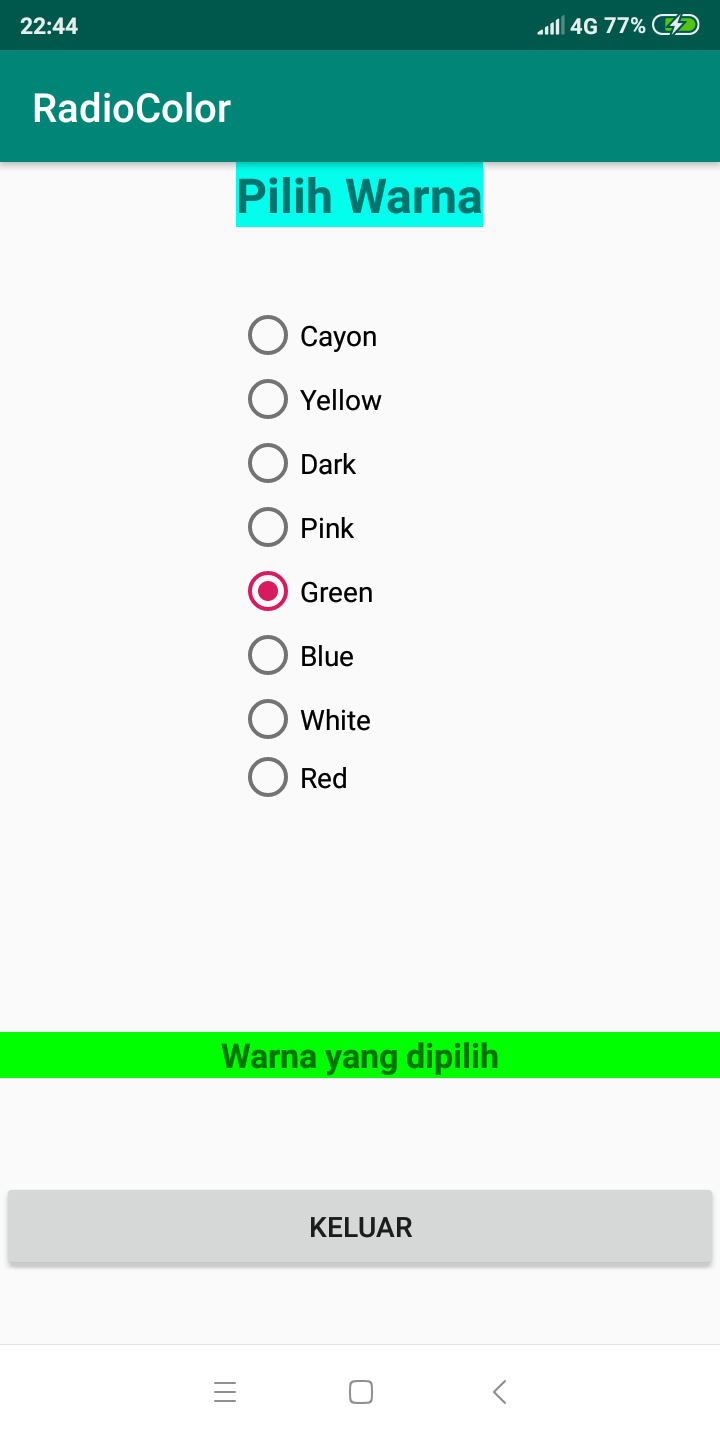 22:44 4G 77%
RadioColor
Pilih Warna
Cayon
Yellow
Dark
Pink
Green
Blue
White
Red
Warna yang dipilih
KELUAR